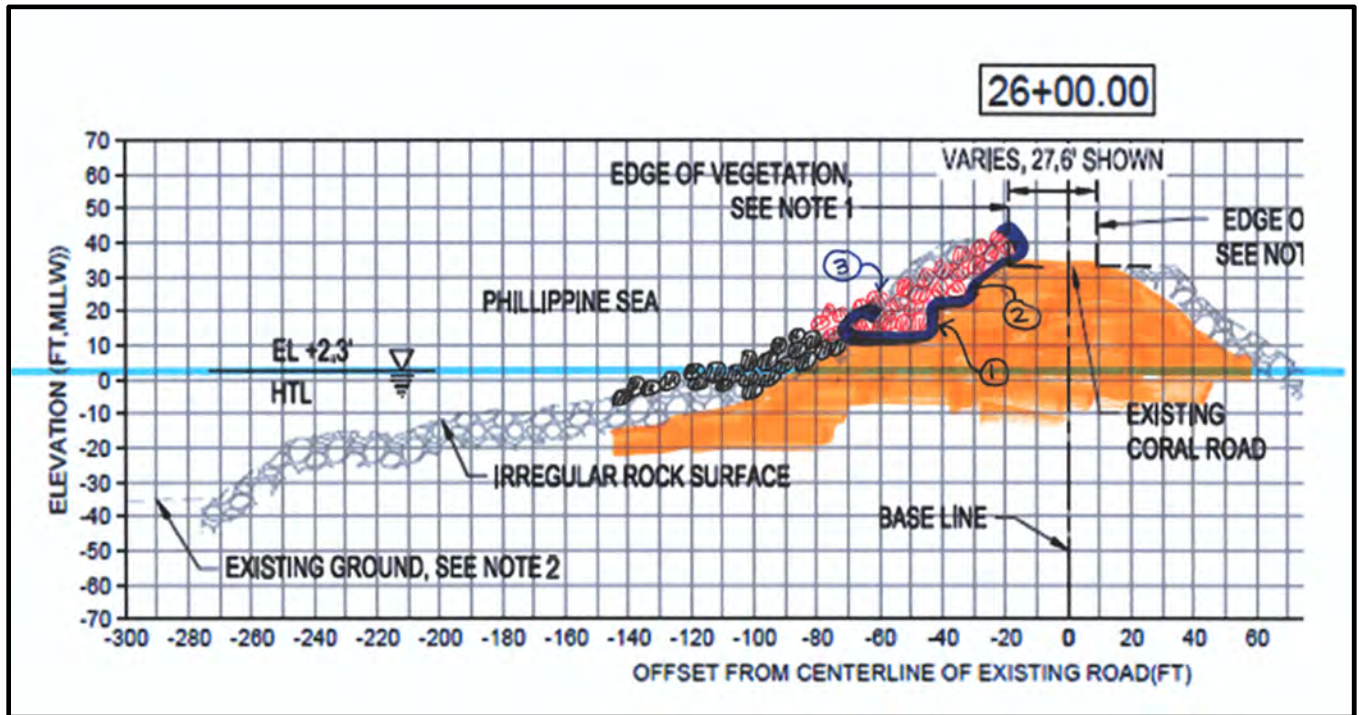 26+00.00
VARIES, 27,6' SHOWN
EDGE OF VEGETATION,
SEE NOTE 1
EDGE O
SEE NOT
3
PHILLIPPINE SEA
2
EL +2,3'
HTL
1
EXISTING
CORAL ROAD
IRREGULAR ROCK SURFACE
BASE LINE
EXISTING GROUND, SEE NOTE 2
ELEVATION (FT,MLLW))
70
60
50
40
30
20
10
0
-10
-20
-30
-40
-50
-60
-70
-300 -280 -260 -240 -220 -200 -180 -160 -140 -120 -100 -80 -60 -40 -20 0 20 40 60
OFFSET FROM CENTERLINE OF EXISTING ROAD(FT)